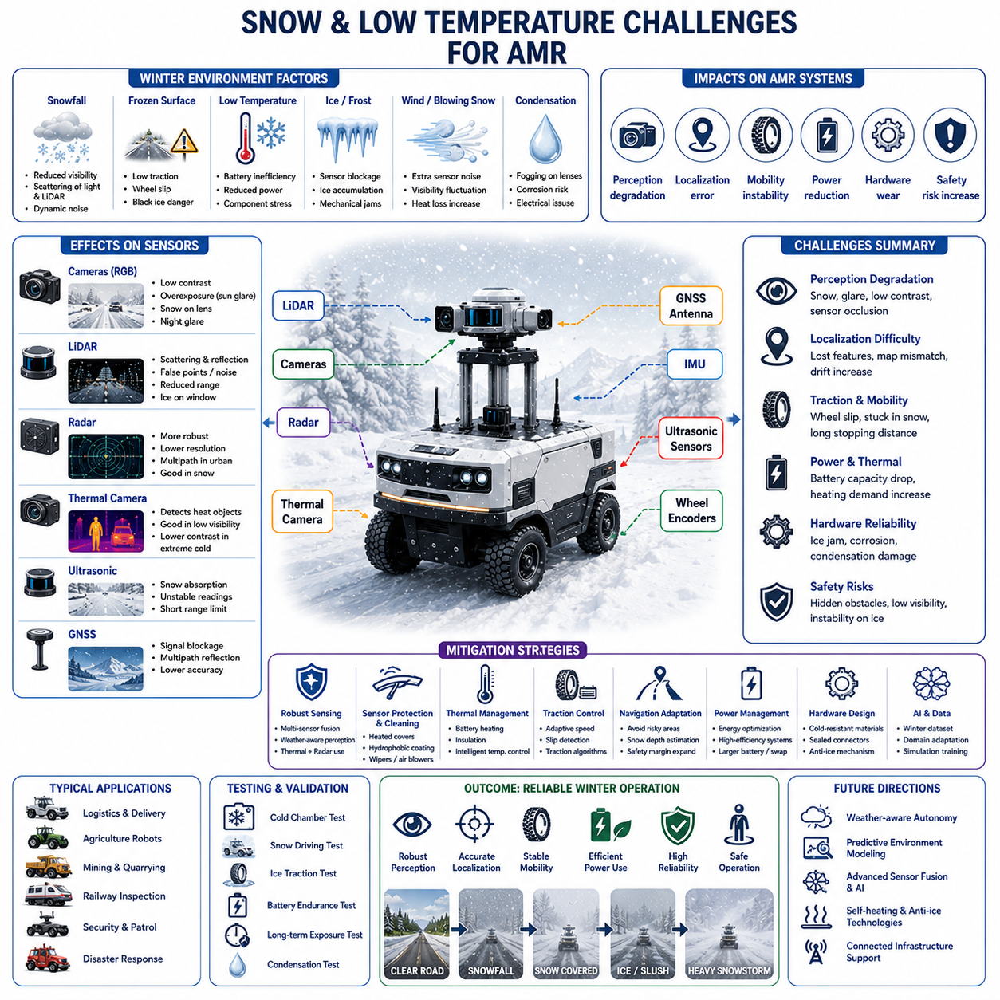 SNOW & LOW TEMPERATURE CHALLENGES
FOR AMR
WINTER ENVIRONMENT FACTORS
Snowfall
• Reduced visibility
• Scattering of light
& LiDAR
• Dynamic noise
Frozen Surface
• Low traction
• Wheel slip
• Black ice danger
Low Temperature
• Battery inefficiency
• Reduced power
• Component stress
Ice / Frost
• Sensor blockage
• Ice accumulation
• Mechanical jams
Wind / Blowing Snow
• Extra sensor noise
• Visibility fluctuation
• Heat loss increase
Condensation
• Fogging on lenses
• Corrosion risk
• Electrical issuse
IMPACTS ON AMR SYSTEMS
Perception
degradation
Localization
error
Mobility
instability
Power
reduction
Hardware
wear
Safety
risk increase
EFFECTS ON SENSORS
Cameras (RGB)
• Low contrast
• Overexposure (sun glare)
• Snow on lens
• Night glare
LiDAR
• Scattering & reflection
• False points / noise
• Reduced range
• Ice on window
Radar
• More robust
• Lower resolution
• Multipath in urban
• Good in snow
Thermal Camera
• Detects heat objects
• Good in low visibility
• Lower contrast in
extreme cold
Ultrasonic
• Snow absorption
• Unstable readings
• Short range limit
GNSS
• Signal blockage
• Multipath reflection
• Lower accuracy
LiDAR
Cameras
Radar
Thermal
Camera
GNSS
Antenna
IMU
Ultrasonic
Sensors
Wheel
Encoders
CHALLENGES SUMMARY
Perception Degradation
Snow, glare, low contrast,
sensor occlusion
Localization Difficulty
Lost features, map mismatch,
drift increase
Traction & Mobility
Wheel slip, stuck in snow,
long stopping distance
Power & Thermal
Battery capacity drop,
heating demand increase
Hardware Reliability
Ice jam, corrosion,
condensation damage
Safety Risks
Hidden obstacles, low visibility,
instability on ice
MITIGATION STRATEGIES
Robust Sensing
• Multi-sensor fusion
• Weather-aware perception
• Thermal + Radar use
Sensor Protection
& Cleaning
• Heated covers
• Hydrophobic coating
• Wipers / air blowers
Thermal Management
• Battery heating
• Insulation
• Intelligent temp. control
Traction Control
• Adaptive speed
• Slip detection
• Traction algorithms
Navigation Adaptation
• Avoid risky areas
• Snow depth estimation
• Safety margin expand
Power Management
• Energy optimization
• High-efficiency systems
• Larger battery / swap
Hardware Design
• Cold-resistant materials
• Sealed connectors
• Anti-ice mechanism
AI & Data
• Winter dataset
• Domain adaptation
• Simulation training
TYPICAL APPLICATIONS
Logistics & Delivery
Agriculture Robots
Mining & Quarrying
Railway Inspection
Security & Patrol
Disaster Response
TESTING & VALIDATION
Cold Chamber Test
Snow Driving Test
Ice Traction Test
Battery Endurance Test
Long-term Exposure Test
Condensation Test
OUTCOME: RELIABLE WINTER OPERATION
Robust
Perception
Accurate
Localization
Stable
Mobility
Efficient
Power Use
High
Reliability
Safe
Operation
CLEAR ROAD
SNOWFALL
SNOW COVERED
ICE / SLUSH
HEAVY SNOWSTORM
FUTURE DIRECTIONS
Weather-aware Autonomy
Predictive Environment
Modeling
Advanced Sensor Fusion
& AI
Self-heating & Anti-ice
Technologies
Connected Infrastructure
Support